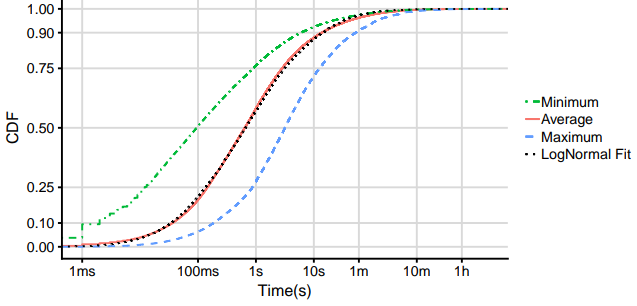 1.00
0.90
0.75
0.50
0.25
0.10
0.00
CDF
1ms 100ms 1s 10s 1m 10m 1h
Time(s)
Minimum
Average
Maximum
LogNormal Fit